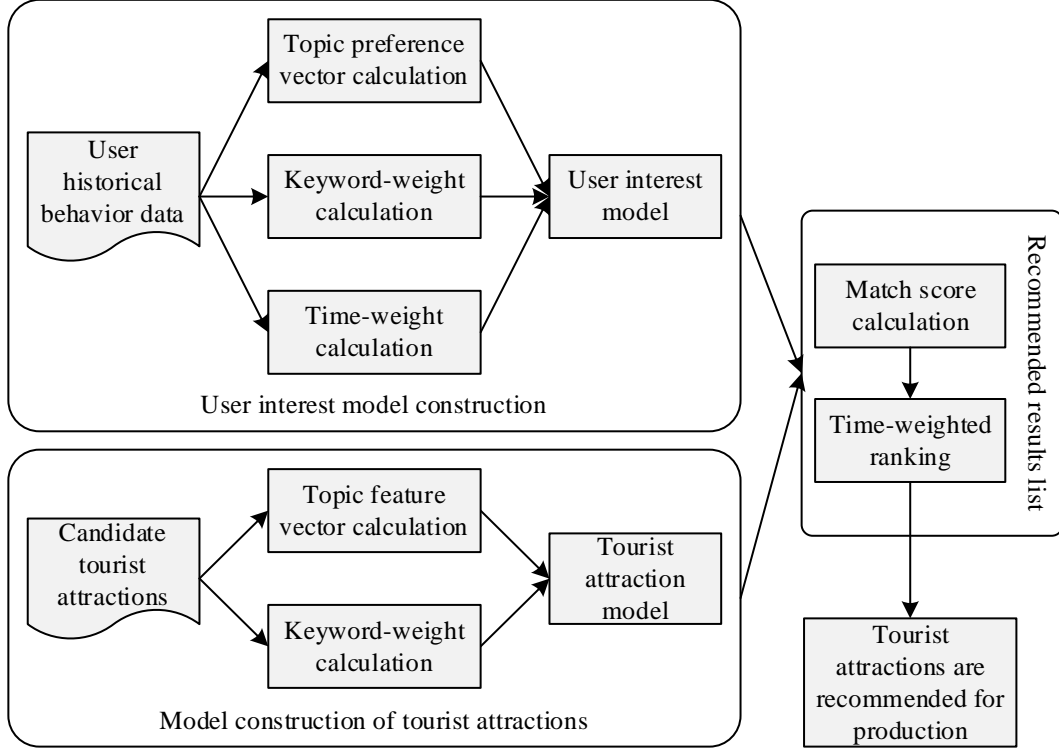 Topic preference
vector calculation
User
historical
behavior data
Keyword-weight
calculation
User interest
model
Time-weight
calculation
User interest model construction
Candidate
tourist
attractions
Topic feature
vector calculation
Keyword-weight
calculation
Tourist
attraction
model
Model construction of tourist attractions
Match score
calculation
Time-weighted
ranking
Recommended results list
Tourist
attractions are
recommended for
production